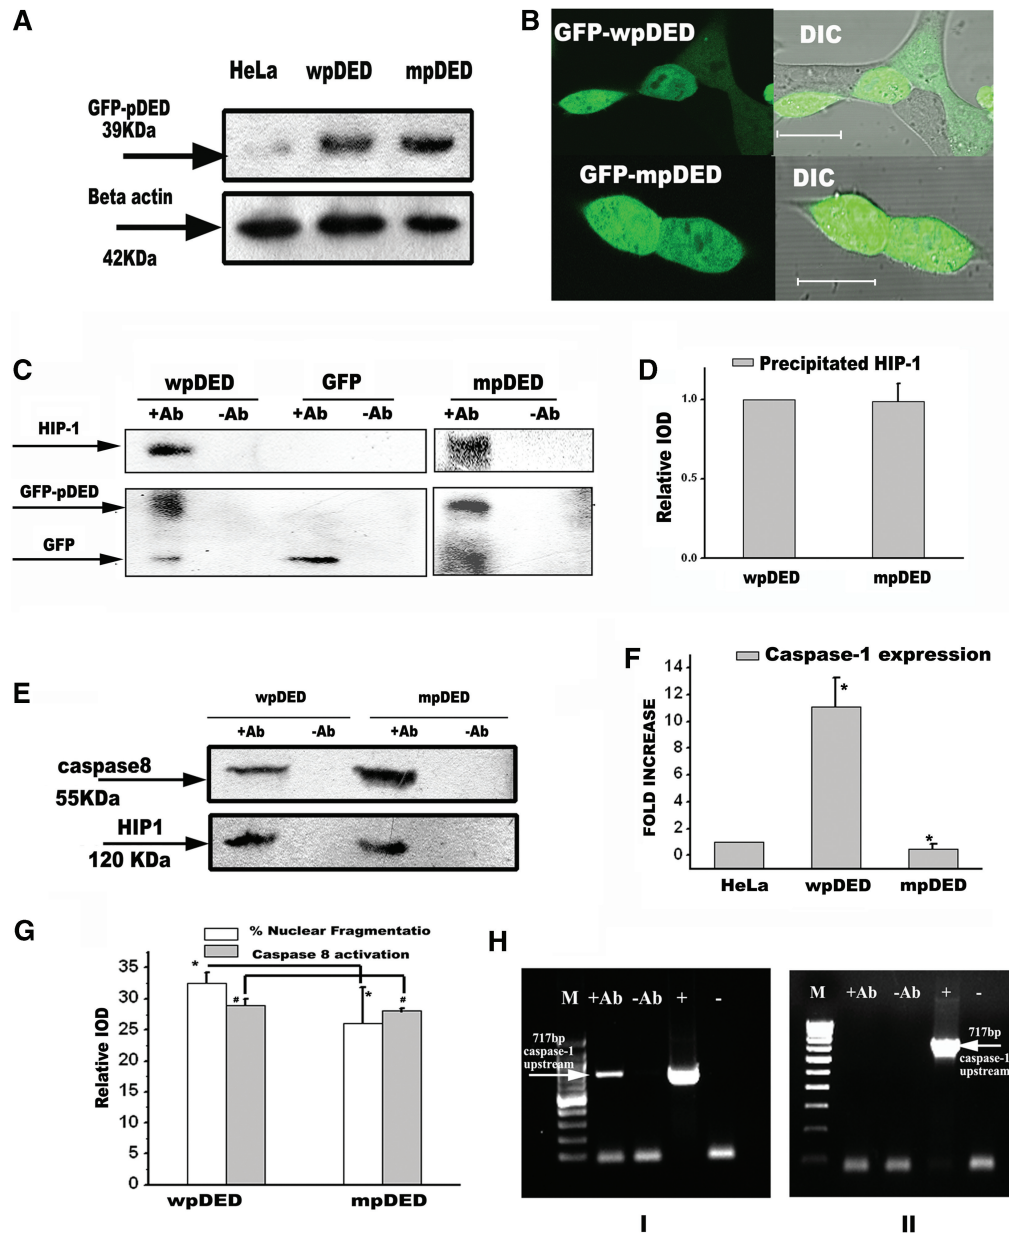 A
HeLa wpDED mpDED
GFP-pDED
39KDa
Beta actin
42KDa
B
GFP-wpDED DIC
GFP-mpDED DIC
C
wpDED GFP mpDED
+Ab -Ab +Ab -Ab +Ab -Ab
HIP-1
GFP-pDED
GFP
D
Precipitated HIP-1
Relative IOD
1.0
0.5
0.0
wpDED mpDED
E
wpDED mpDED
+Ab -Ab +Ab -Ab
caspase8
55KDa
HIP1
120 KDa
F
Caspase-1 expression
FOLD INCREASE
14
12
10
8
6
4
2
0
*
*
HeLa wpDED mpDED
G
% Nuclear Fragmentatio
Caspase 8 activation
Relative IOD
35
30
25
20
15
10
5
0
* # * #
wpDED mpDED
H
M +Ab -Ab + -
717bp
caspase-1
upstream
I
M +Ab -Ab + -
717bp
caspase-1
upstream
II